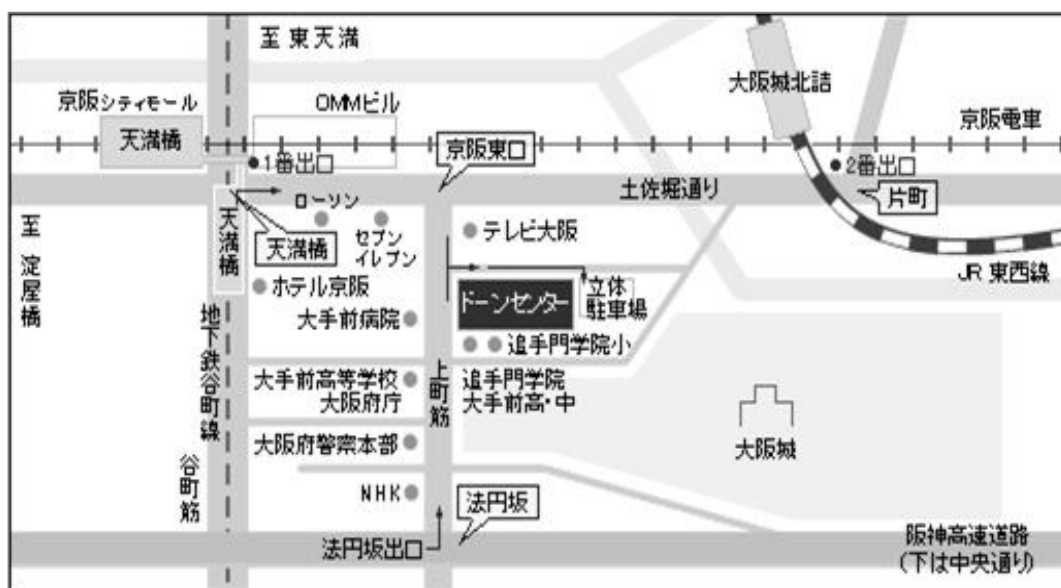 至 東天満
京阪シティモール
OMMビル
大阪城北詰
京阪電車
天満橋
1番出口
京阪東口
2番出口
土佐堀通り
片町
至 淀屋橋
天満橋
ローソン
天満橋
セブン
イレブン
テレビ大阪
JR 東西線
ホテル京阪
ドーンセンター
立体
駐車場
大手前病院
追手門学院小
地下鉄谷町線
大手前高等学校
大阪府庁
上町筋
追手門学院
大手前高・中
大阪城
大阪府警察本部
谷町筋
NHK
法円坂
法円坂出口
阪神高速道路
(下は中央通り)